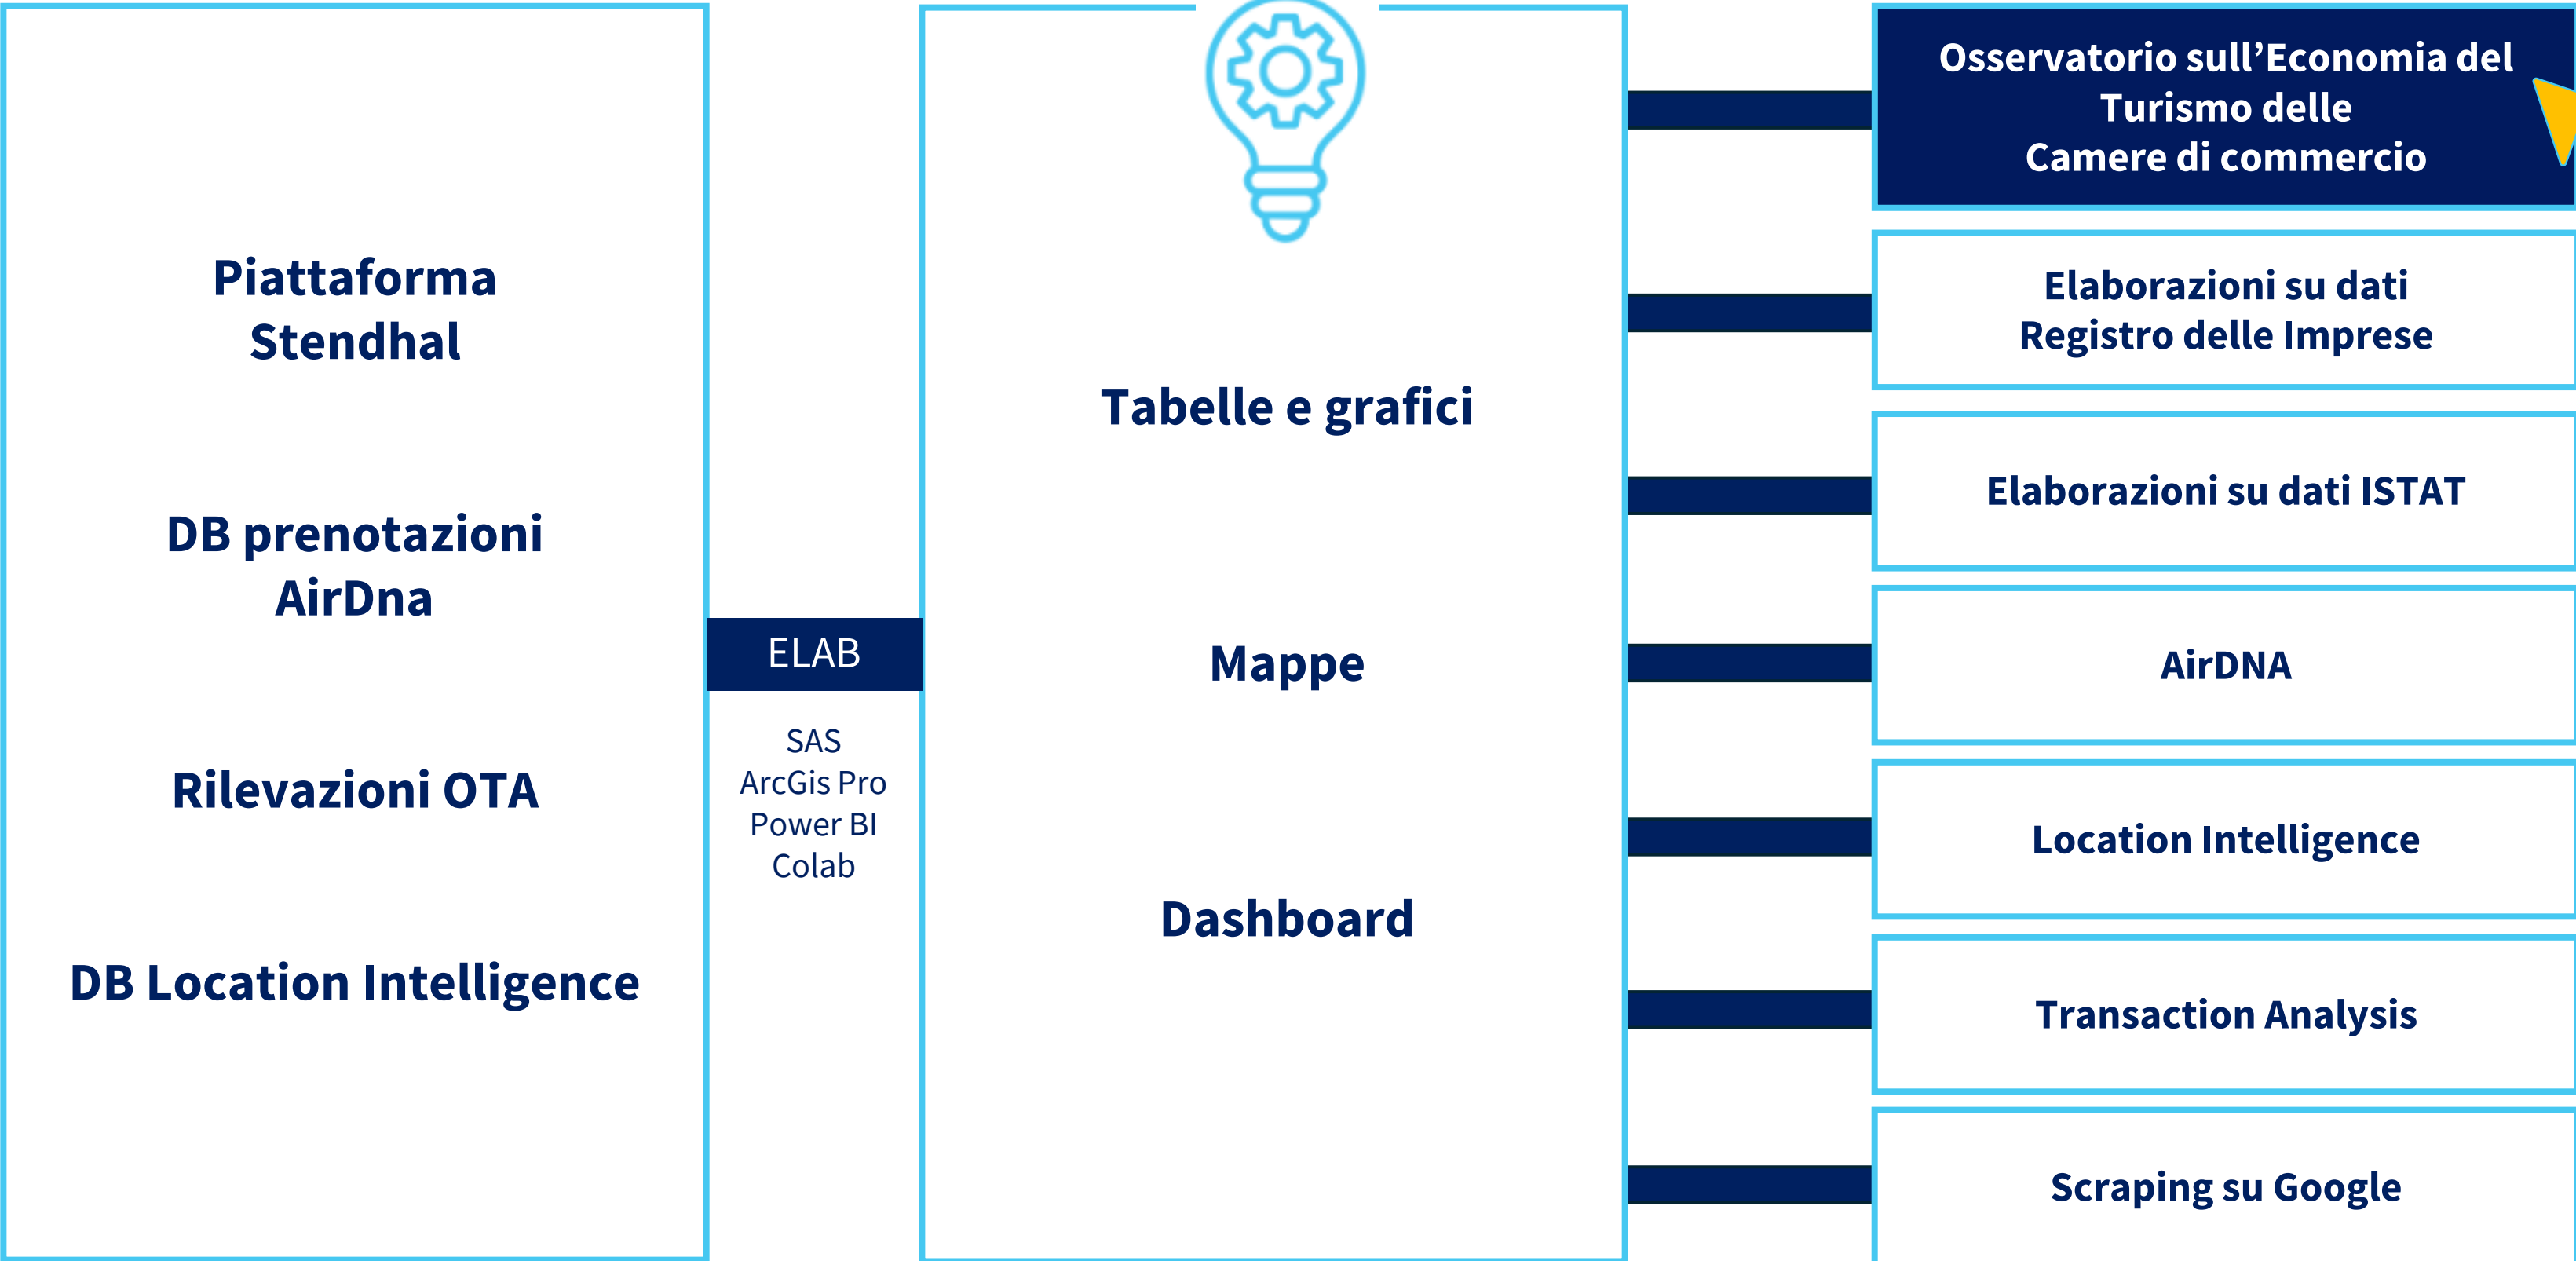 Piattaforma
Stendhal
DB prenotazioni
AirDna
Rilevazioni OTA
DB Location Intelligence
ELAB
SAS
ArcGis Pro
Power BI
Colab
Tabelle e grafici
Mappe
Dashboard
Osservatorio sull’Economia del
Turismo delle
Camere di commercio
Elaborazioni su dati
Registro delle Imprese
Elaborazioni su dati ISTAT
AirDNA
Location Intelligence
Transaction Analysis
Scraping su Google